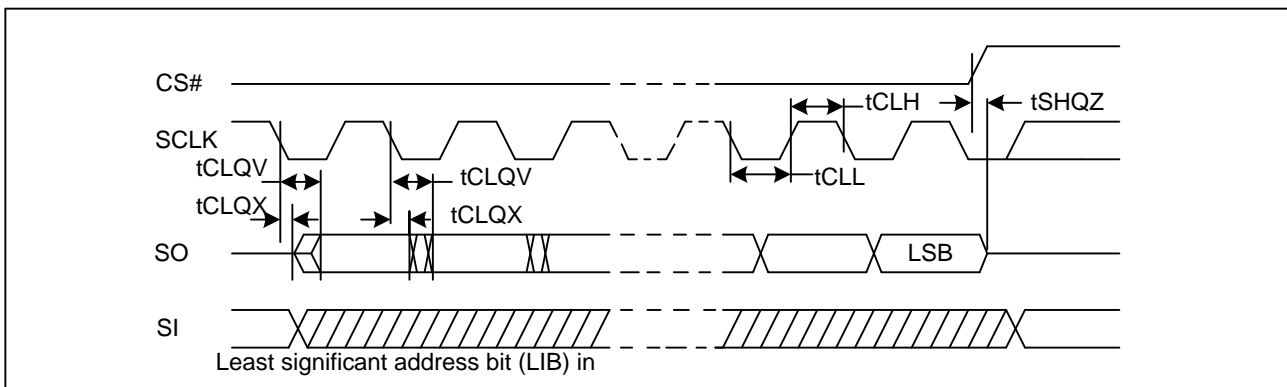 CS#
tCLH
tSHQZ
SCLK
tCLQV
tCLQV
tCLL
tCLQX
tCLQX
SO
LSB
SI
Least significant address bit (LIB) in